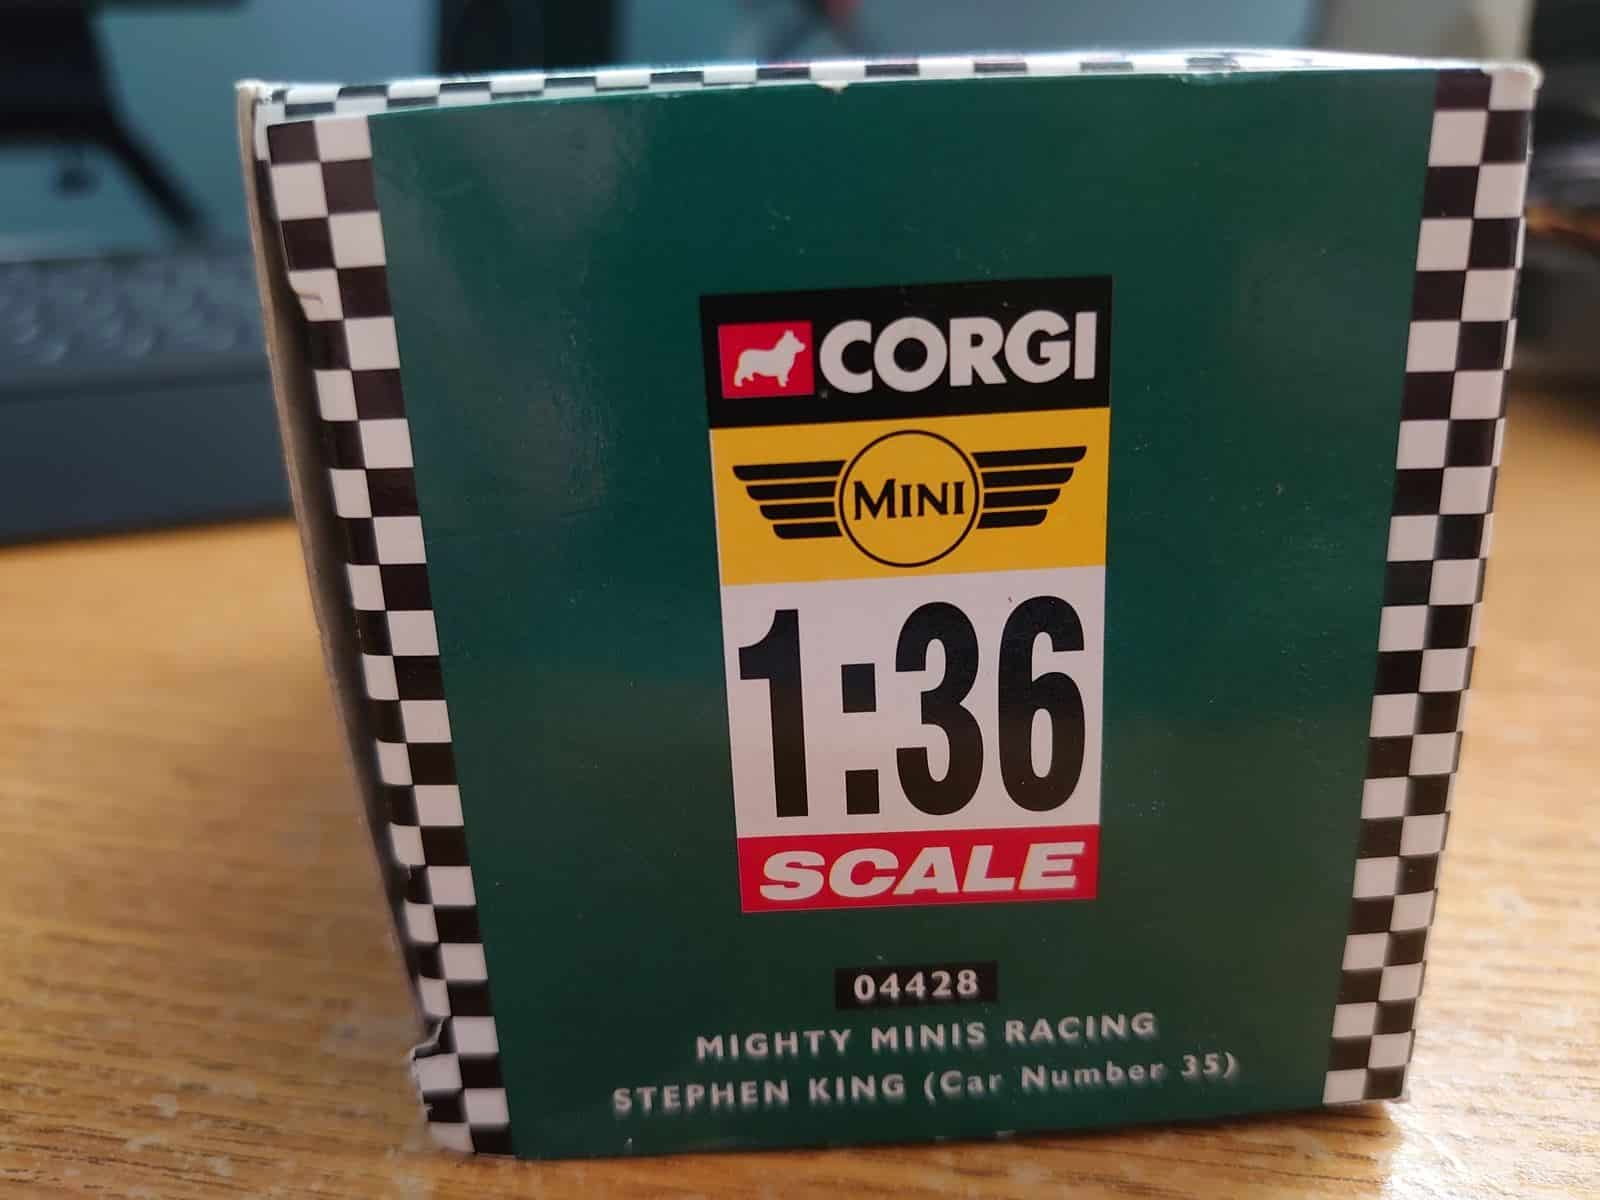 CORGI
MINI
1:36
SCALE
04428
MIGHTY MINIS RACING
STEPHEN KING (Car Number 35)